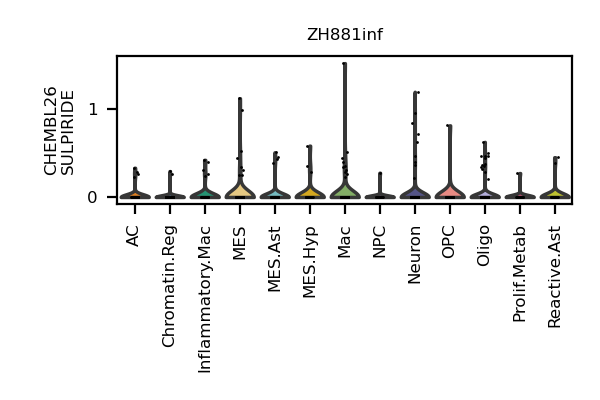 ZH881inf
CHEMBL26
SULPIRIDE
1
0
AC
Chromatin.Reg
Inflammatory.Mac
MES
MES.Ast
MES.Hyp
Mac
NPC
Neuron
OPC
Oligo
Prolif.Metab
Reactive.Ast